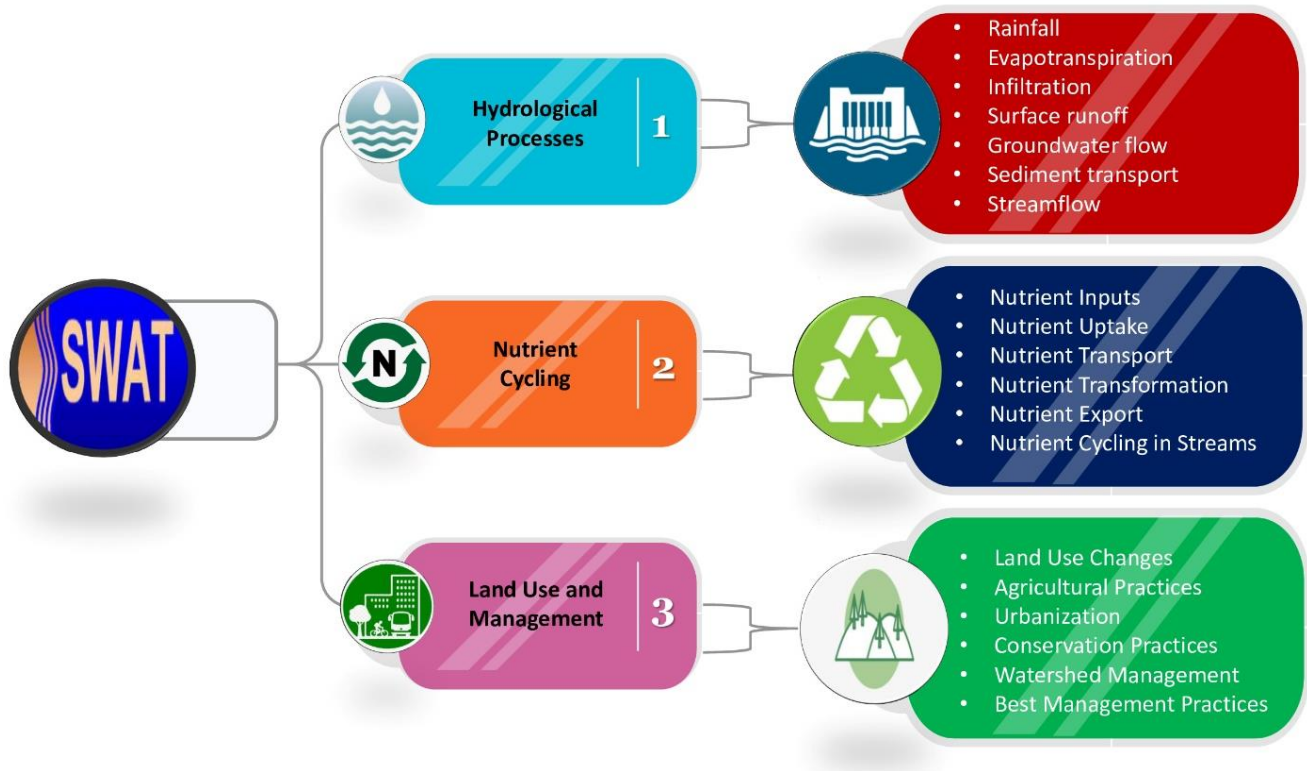 SWAT
Hydrological
Processes
1
Rainfall
Evapotranspiration
Infiltration
Surface runoff
Groundwater flow
Sediment transport
Streamflow
N
Nutrient
Cycling
2
Nutrient Inputs
Nutrient Uptake
Nutrient Transport
Nutrient Transformation
Nutrient Export
Nutrient Cycling in Streams
Land Use and
Management
3
Land Use Changes
Agricultural Practices
Urbanization
Conservation Practices
Watershed Management
Best Management Practices